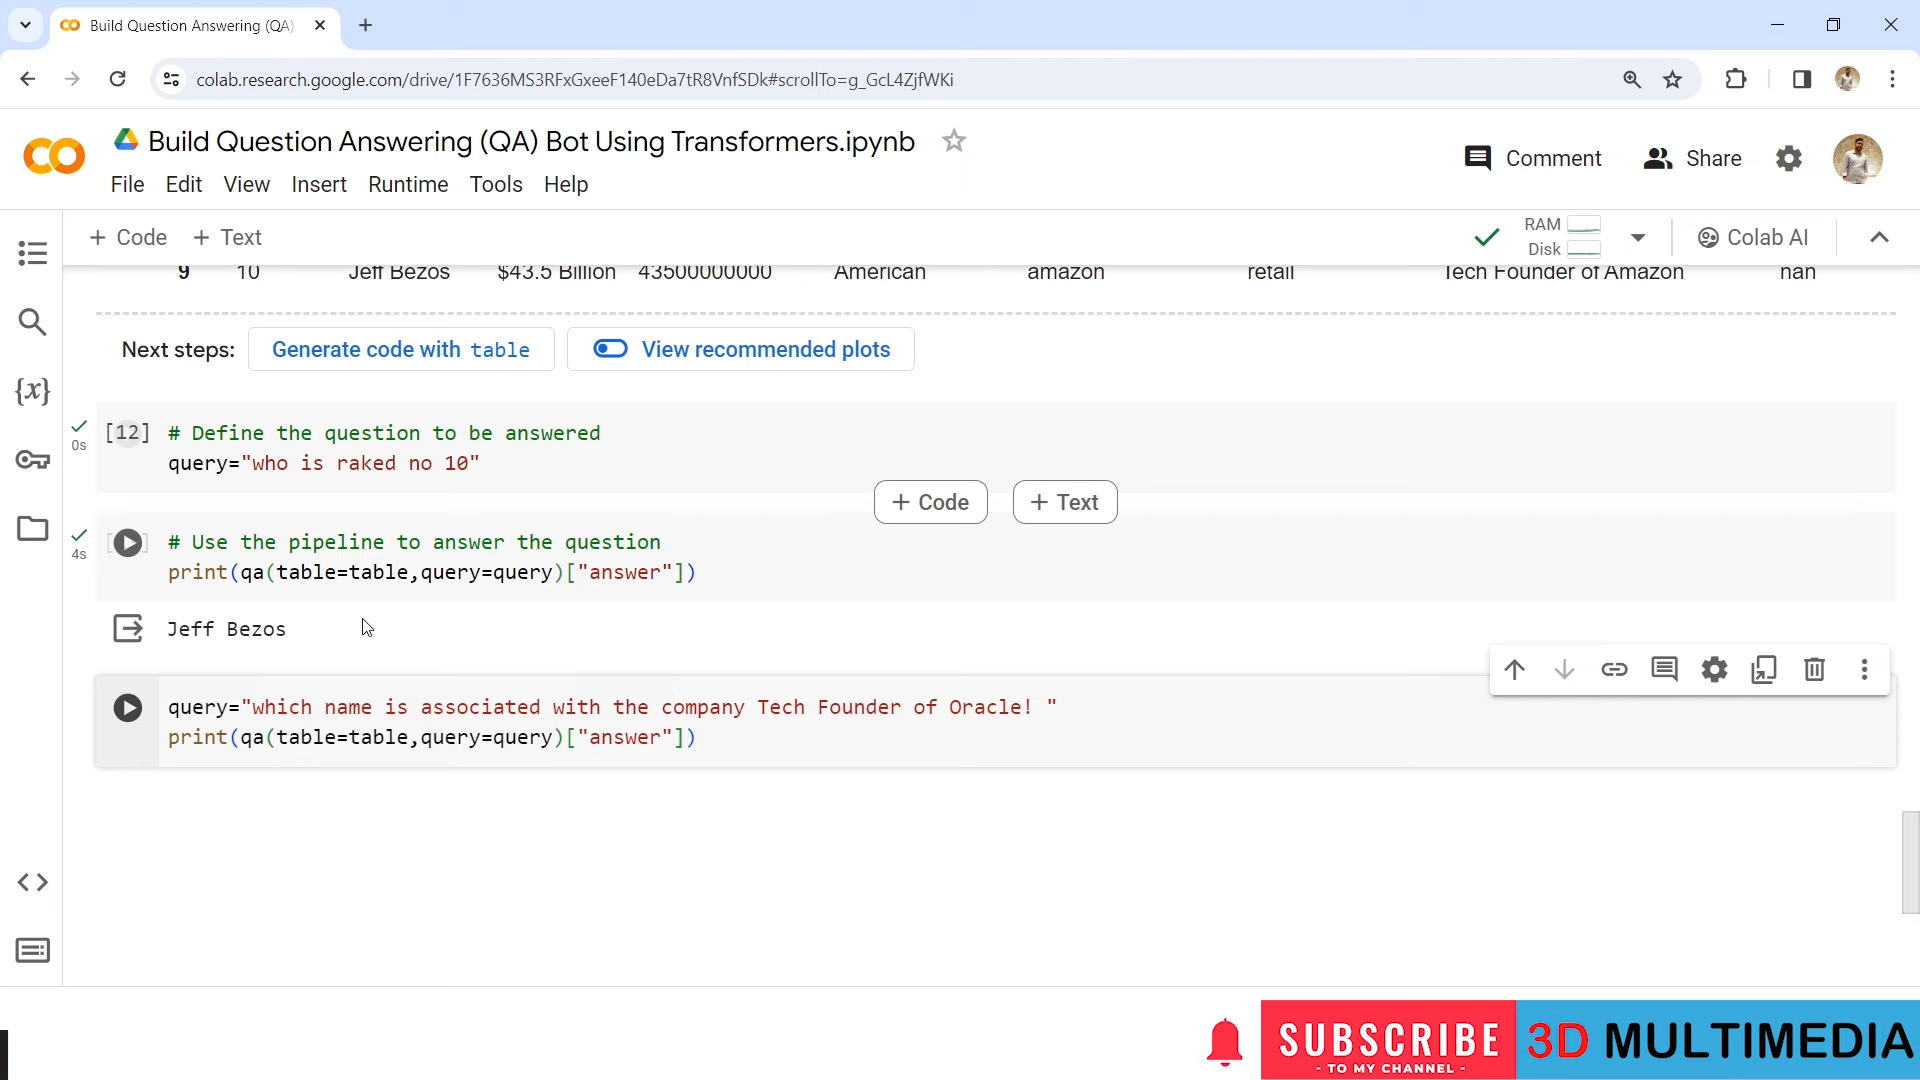 Build Question Answering (QA)
colab.research.google.com/drive/1F7636MS3RFxGxeeF140eDa7tR8VnfSDk#scrollTo=g_GcL4ZjfWKi
Build Question Answering (QA) Bot Using Transformers.ipynb
Comment
Share
File Edit View Insert Runtime Tools Help
+ Code + Text
RAM
Disk
Colab AI
9 10 Jeff Bezos $43.5 Billion 43500000000 American amazon retail Tech Founder of Amazon nan
Next steps: Generate code with table View recommended plots
{x}
0s
[12] # Define the question to be answered
query="who is raked no 10"
+ Code + Text
4s
# Use the pipeline to answer the question
print(qa(table=table,query=query)["answer"])
Jeff Bezos
query="which name is associated with the company Tech Founder of Oracle! "
print(qa(table=table,query=query)["answer"])
SUBSCRIBE
- TO MY CHANNEL -
3D MULTIMEDIA